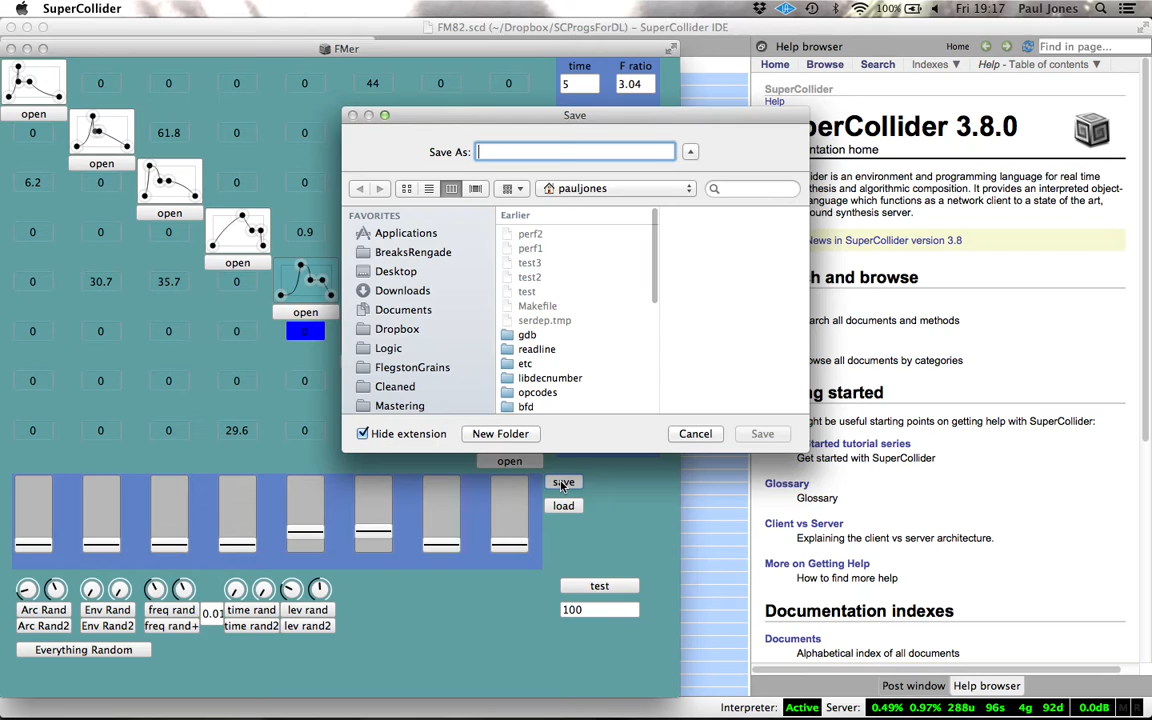 SuperCollider 100% Fri 19:17 Paul Jones
FM82.scd (~/Dropbox/SCProgsForDL) – SuperCollider IDE
FMer
Help browser Home Find in page...
Home Browse Search Indexes ▼ Help - Table of contents ▼
time F ratio
0 0 0 44 0 0 5 3.04
open
0 61.8 0 0
open
6.2 0 0 0
open
0 0 0 0.9
open
0 30.7 35.7 0
open
0 0 0 0 0
0 0 0 0 0
0 0 0 29.6 0
open
save
load
Arc Rand Env Rand freq rand 0.01 time rand lev rand
Arc Rand2 Env Rand2 freq rand+ time rand2 lev rand2
Everything Random
test
100
Save
Save As:
pauljones
FAVORITES
Applications
BreaksRengade
Desktop
Downloads
Documents
Dropbox
Logic
FlegstonGrains
Cleaned
Mastering
Earlier
perf2
perf1
test3
test2
test
Makefile
serdep.tmp
gdb
readline
etc
libdecnumber
opcodes
bfd
Hide extension New Folder Cancel Save
SuperCollider
Help
perCollider 3.8.0
entation home
ider is an environment and programming language for real time
thesis and algorithmic composition. It provides an interpreted object-
anguage which functions as a network client to a state of the art,
ound synthesis server.
News in SuperCollider version 3.8
ch and browse
arch all documents and methods
owse all documents by categories
ng started
ght be useful starting points on getting help with SuperCollider:
Started tutorial series
Get started with SuperCollider
Glossary
Glossary
Client vs Server
Explaining the client vs server architecture.
More on Getting Help
How to find more help
Documentation indexes
Documents
Alphabetical index of all documents
Post window Help browser
Interpreter: Active Server: 0.49% 0.97% 288u 96s 4g 92d 0.0dB M R